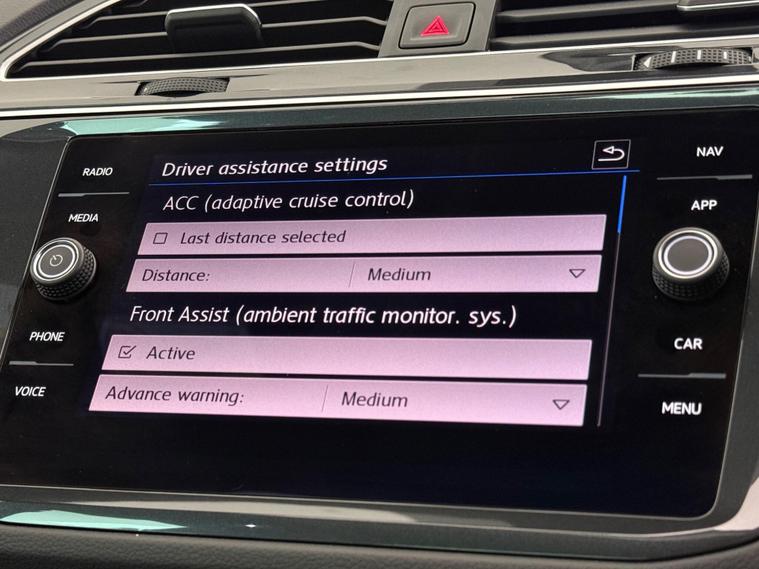 RADIO
MEDIA
PHONE
VOICE
Driver assistance settings
ACC (adaptive cruise control)
Last distance selected
Distance: Medium
Front Assist (ambient traffic monitor. sys.)
Active
Advance warning: Medium
NAV
APP
CAR
MENU